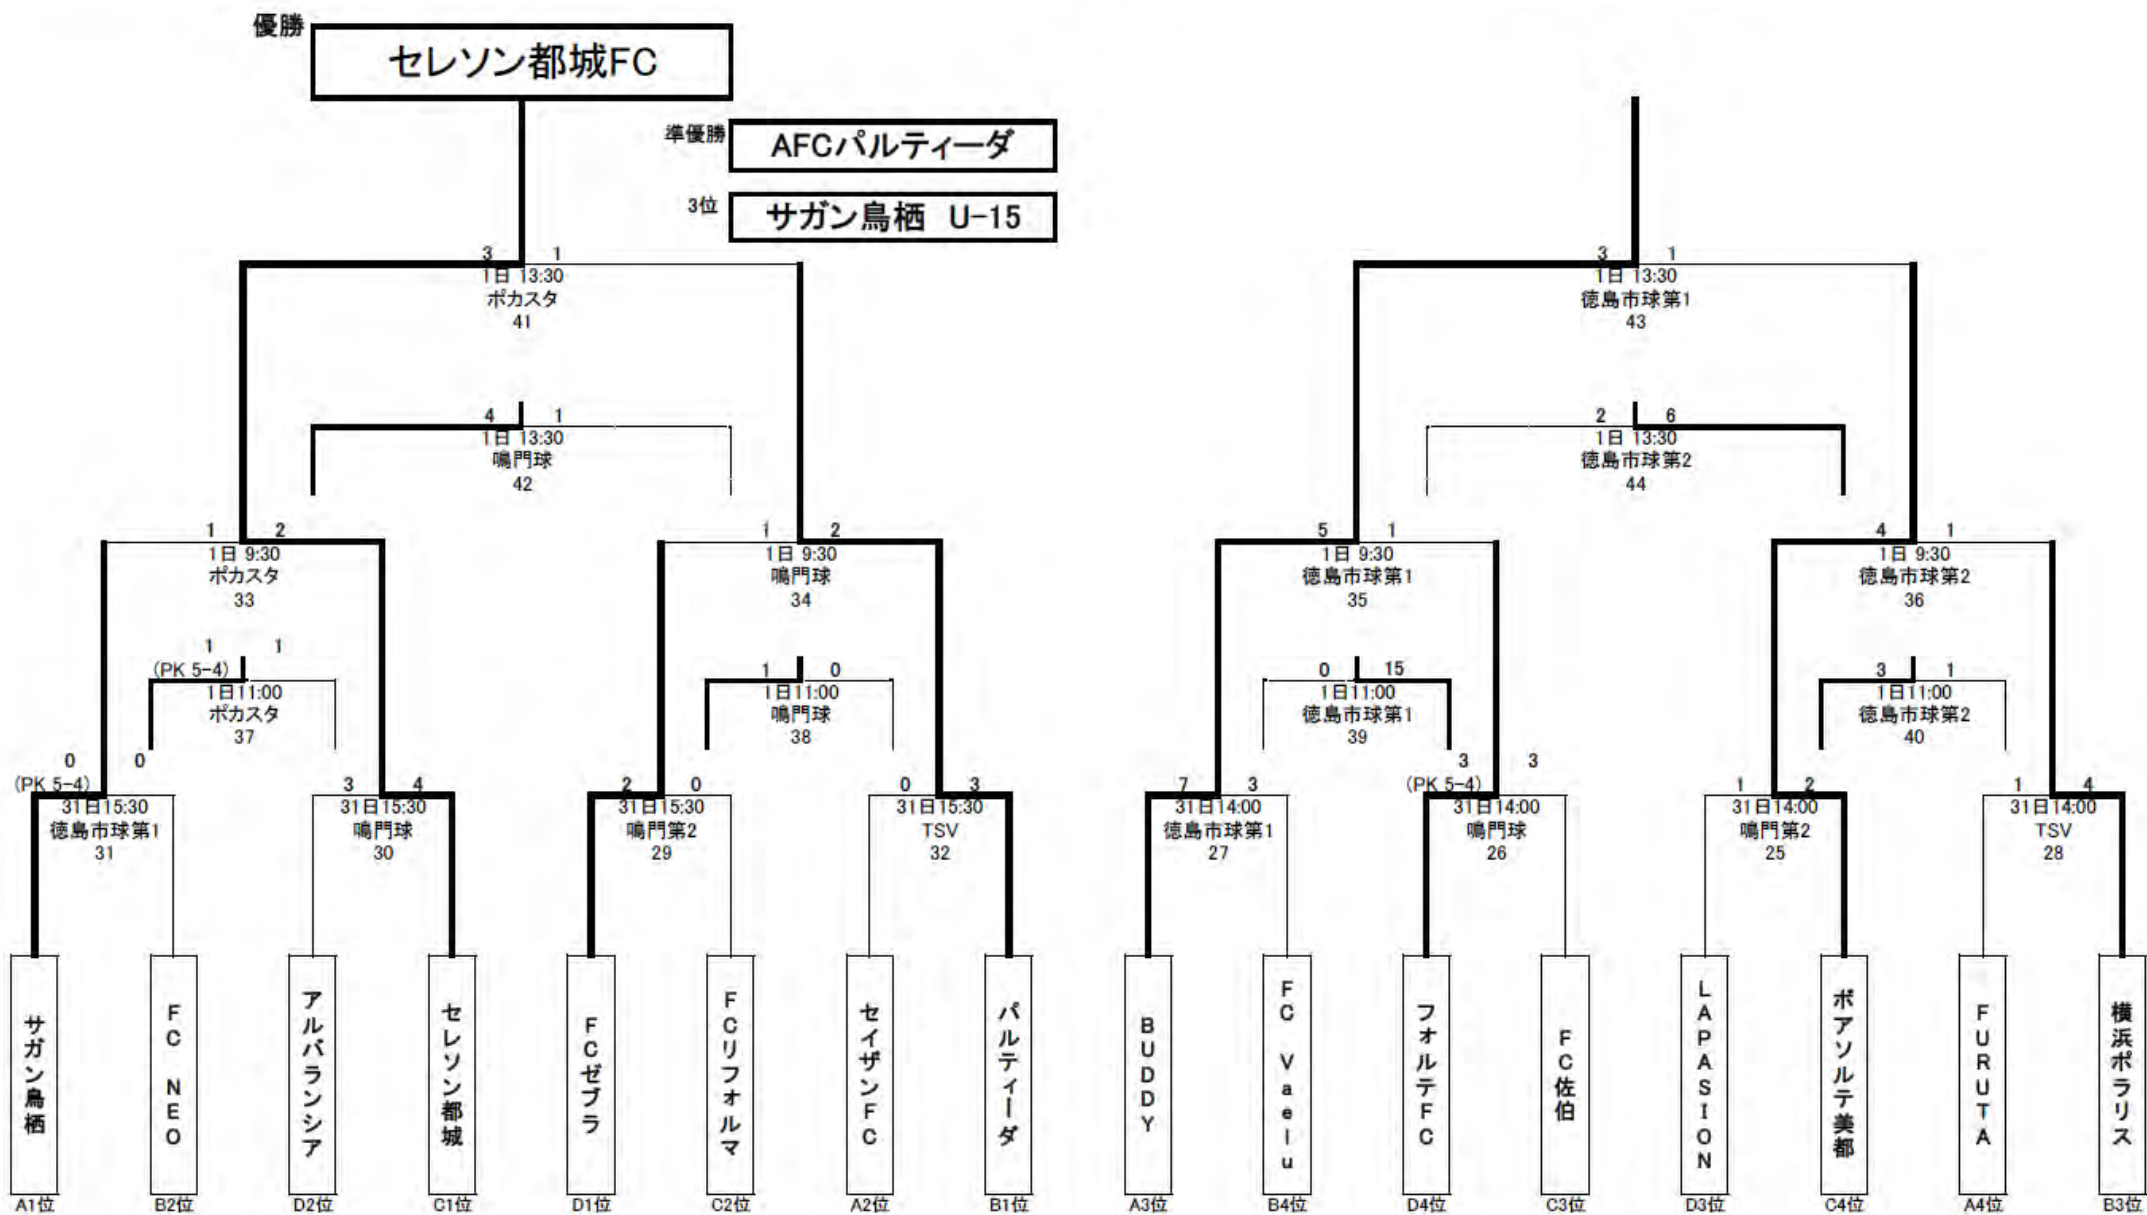 優勝
セレソン都城FC
準優勝
AFCパルティーダ
3位
サガン鳥栖 U-15
3 1
1日 13:30
ポカスタ
41
3 1
1日 13:30
徳島市球第1
43
4 1
1日 13:30
鳴門球
42
2 6
1日 13:30
徳島市球第2
44
1 2
1日 9:30
ポカスタ
33
1 2
1日 9:30
鳴門球
34
5 1
1日 9:30
徳島市球第1
35
4 1
1日 9:30
徳島市球第2
36
1 1
(PK 5-4)
1日11:00
ポカスタ
37
1 0
1日11:00
鳴門球
38
0 15
1日11:00
徳島市球第1
39
3 1
1日11:00
徳島市球第2
40
0 0
(PK 5-4)
31日15:30
徳島市球第1
31
3 4
31日15:30
鳴門球
30
2 0
31日15:30
鳴門第2
29
0 3
31日15:30
TSV
32
7 3
31日14:00
徳島市球第1
27
3 3
(PK 5-4)
31日14:00
鳴門球
26
1 2
31日14:00
鳴門第2
25
1 4
31日14:00
TSV
28
サガン鳥栖
FC NEO
アルバランシア
セレソン都城
FCゼブラ
FCリフォルマ
セイザンFC
パルティーダ
BUDDY
FC Vaelu
フォルテFC
FC佐伯
LAPASION
ボアソルテ美都
FURUTA
横浜ポラリス
A1位 B2位 D2位 C1位 D1位 C2位 A2位 B1位 A3位 B4位 D4位 C3位 D3位 C4位 A4位 B3位